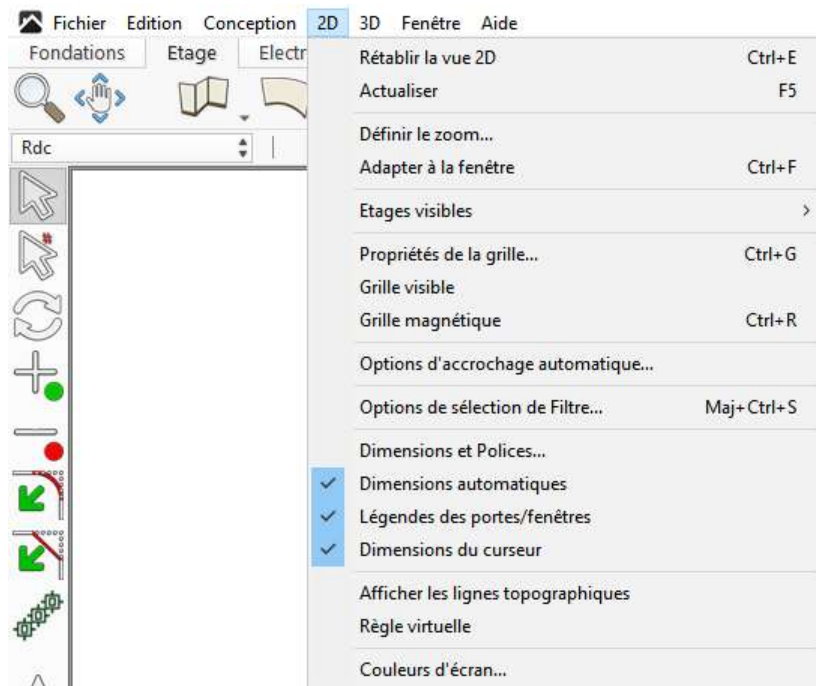 Fichier Edition Conception 2D 3D Fenêtre Aide
Fondations Etage Electr
Rdc
Rétablir la vue 2D Ctrl+E
Actualiser F5
Définir le zoom...
Adapter à la fenêtre Ctrl+F
Etages visibles
Propriétés de la grille... Ctrl+G
Grille visible
Grille magnétique Ctrl+R
Options d'accrochage automatique...
Options de sélection de Filtre... Maj+Ctrl+S
Dimensions et Polices...
Dimensions automatiques
Légendes des portes/fenêtres
Dimensions du curseur
Afficher les lignes topographiques
Règle virtuelle
Couleurs d'écran...